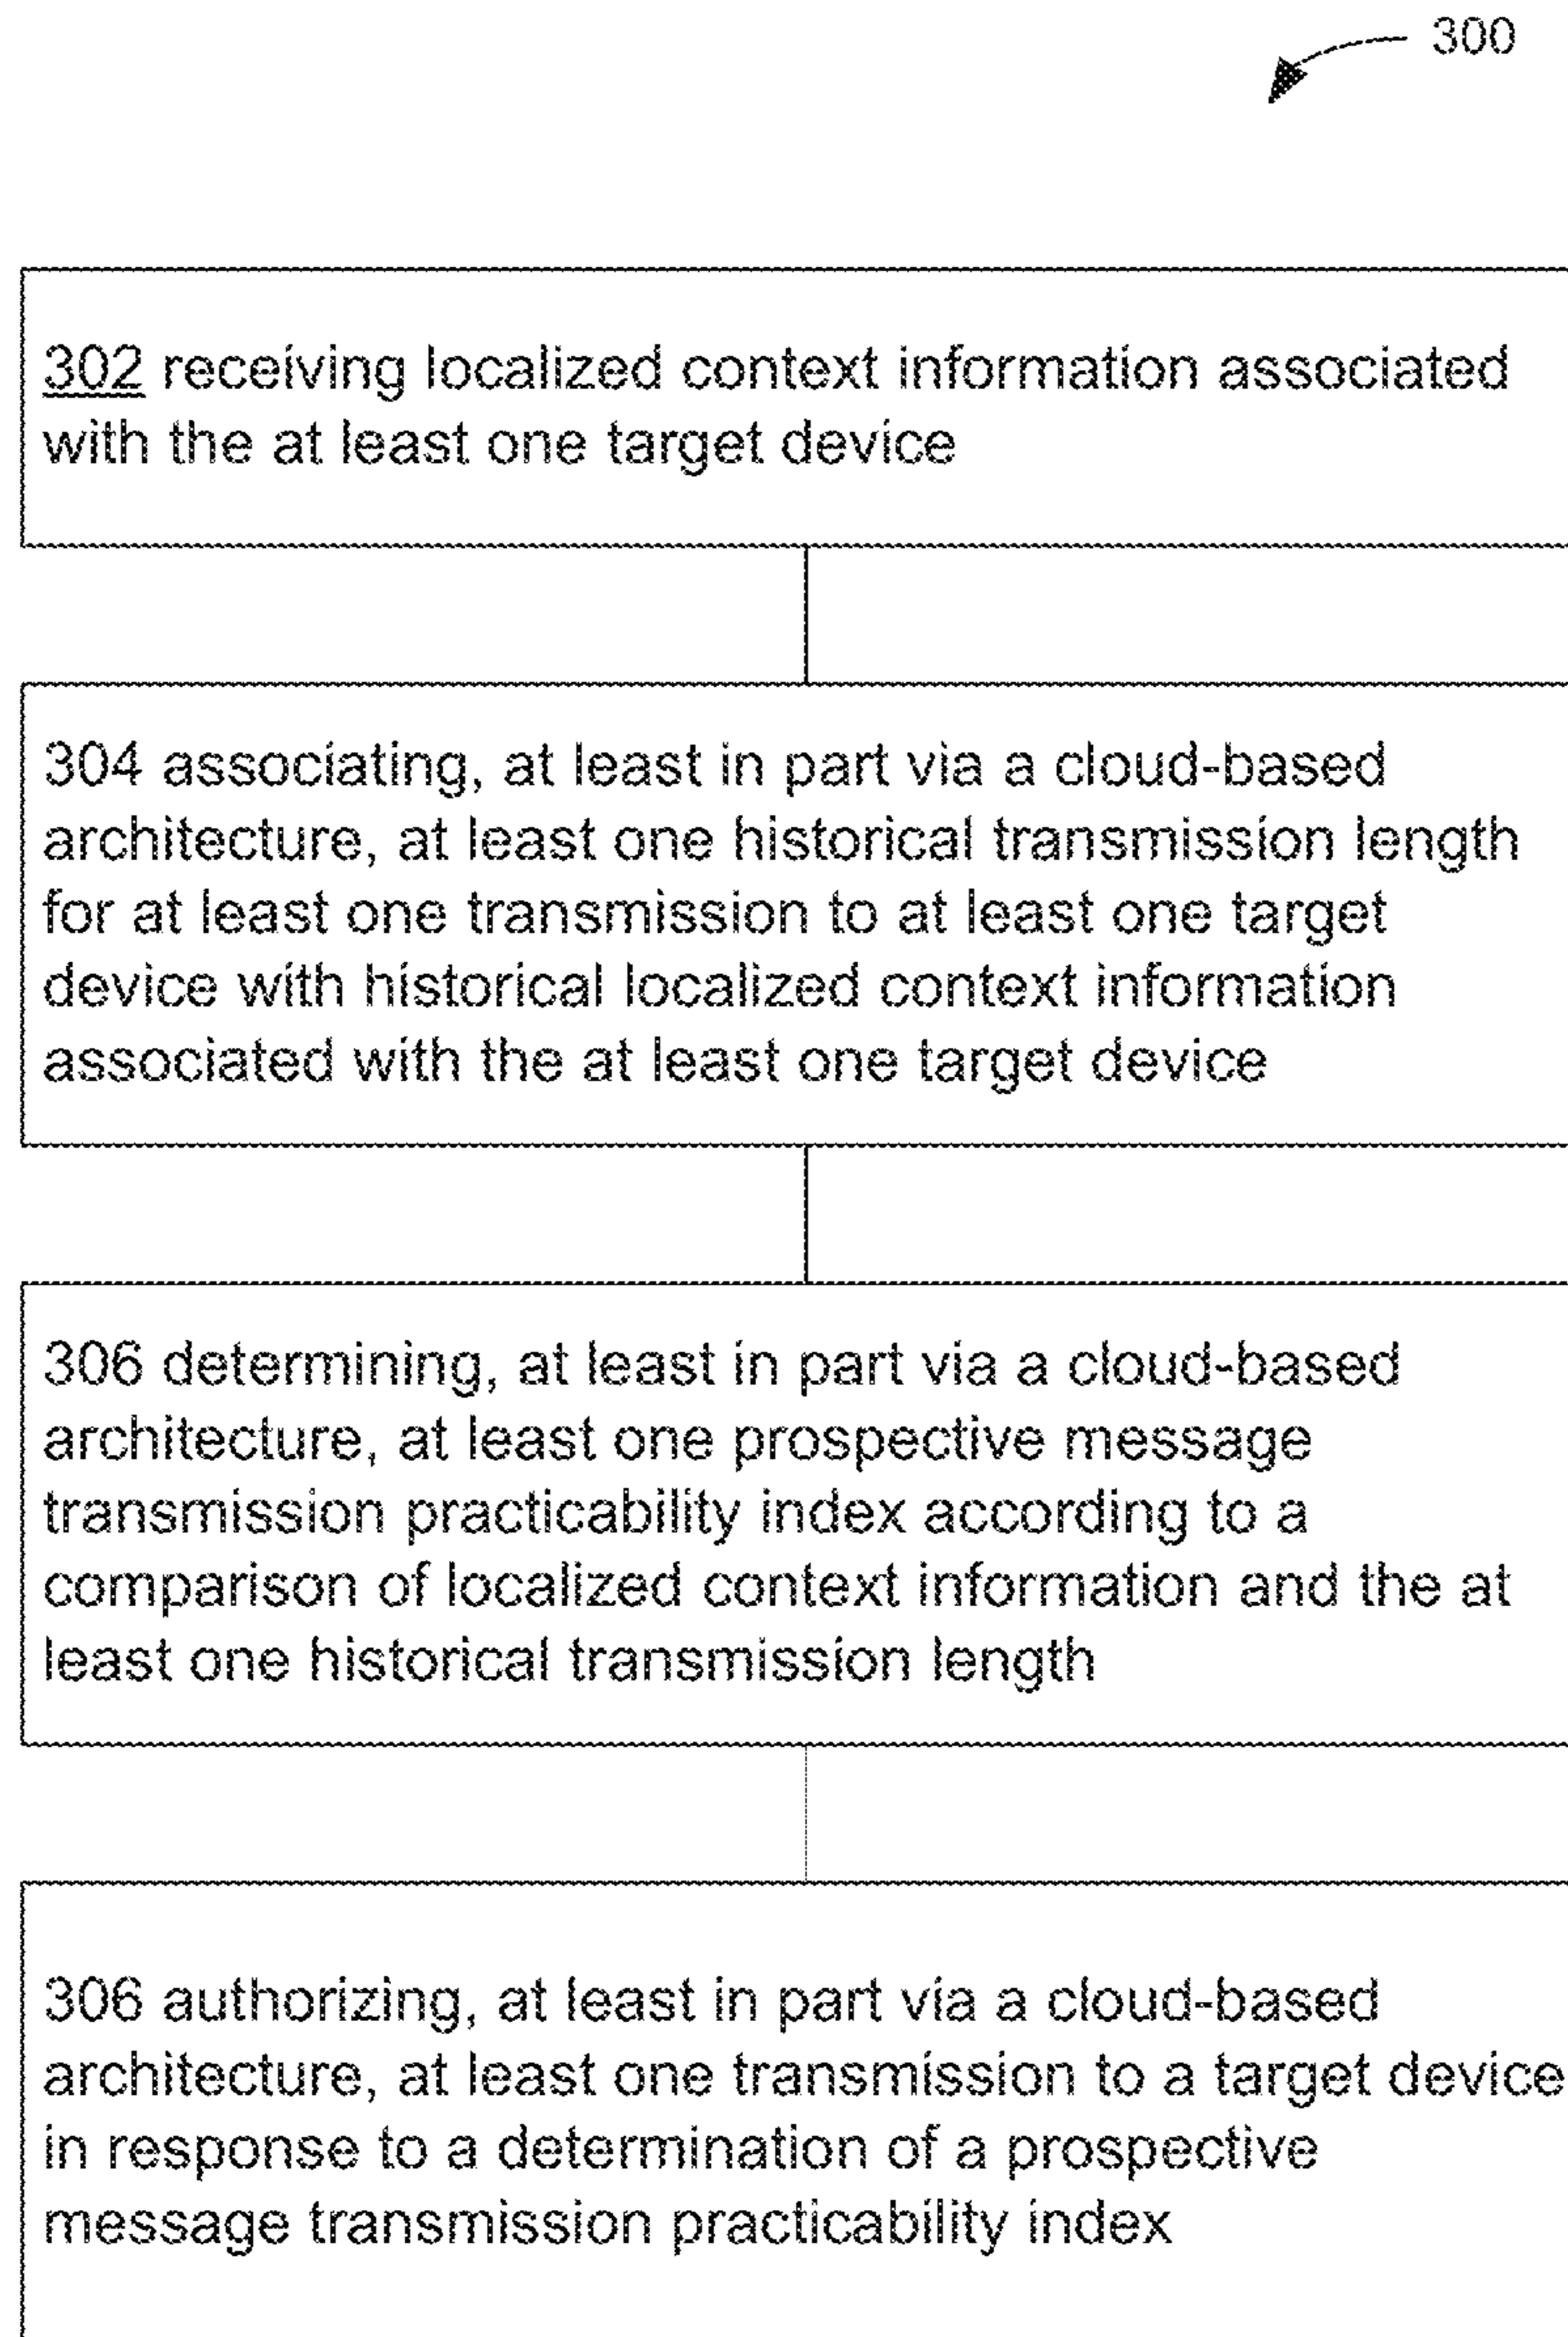 300
302 receiving localized context information associated
with the at least one target device
304 associating, at least in part via a cloud-based
architecture, at least one historical transmission length
for at least one transmission to at least one target
device with historical localized context information
associated with the at least one target device
306 determining, at least in part via a cloud-based
architecture, at least one prospective message
transmission practicability index according to a
comparison of localized context information and the at
least one historical transmission length
306 authorizing, at least in part via a cloud-based
architecture, at least one transmission to a target device
in response to a determination of a prospective
message transmission practicability index